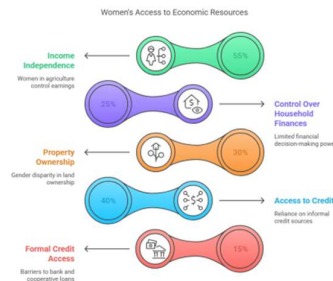 Women's Access to Economic Resources
Income
Independence
Women in agriculture
control earnings
55%
25%
Control Over
Household
Finances
Limited financial
decision-making power
Property
Ownership
Gender disparity in land
ownership
30%
40%
Access to Credit
Reliance on informal
credit sources
Formal Credit
Access
Barriers to bank and
cooperative loans
15%